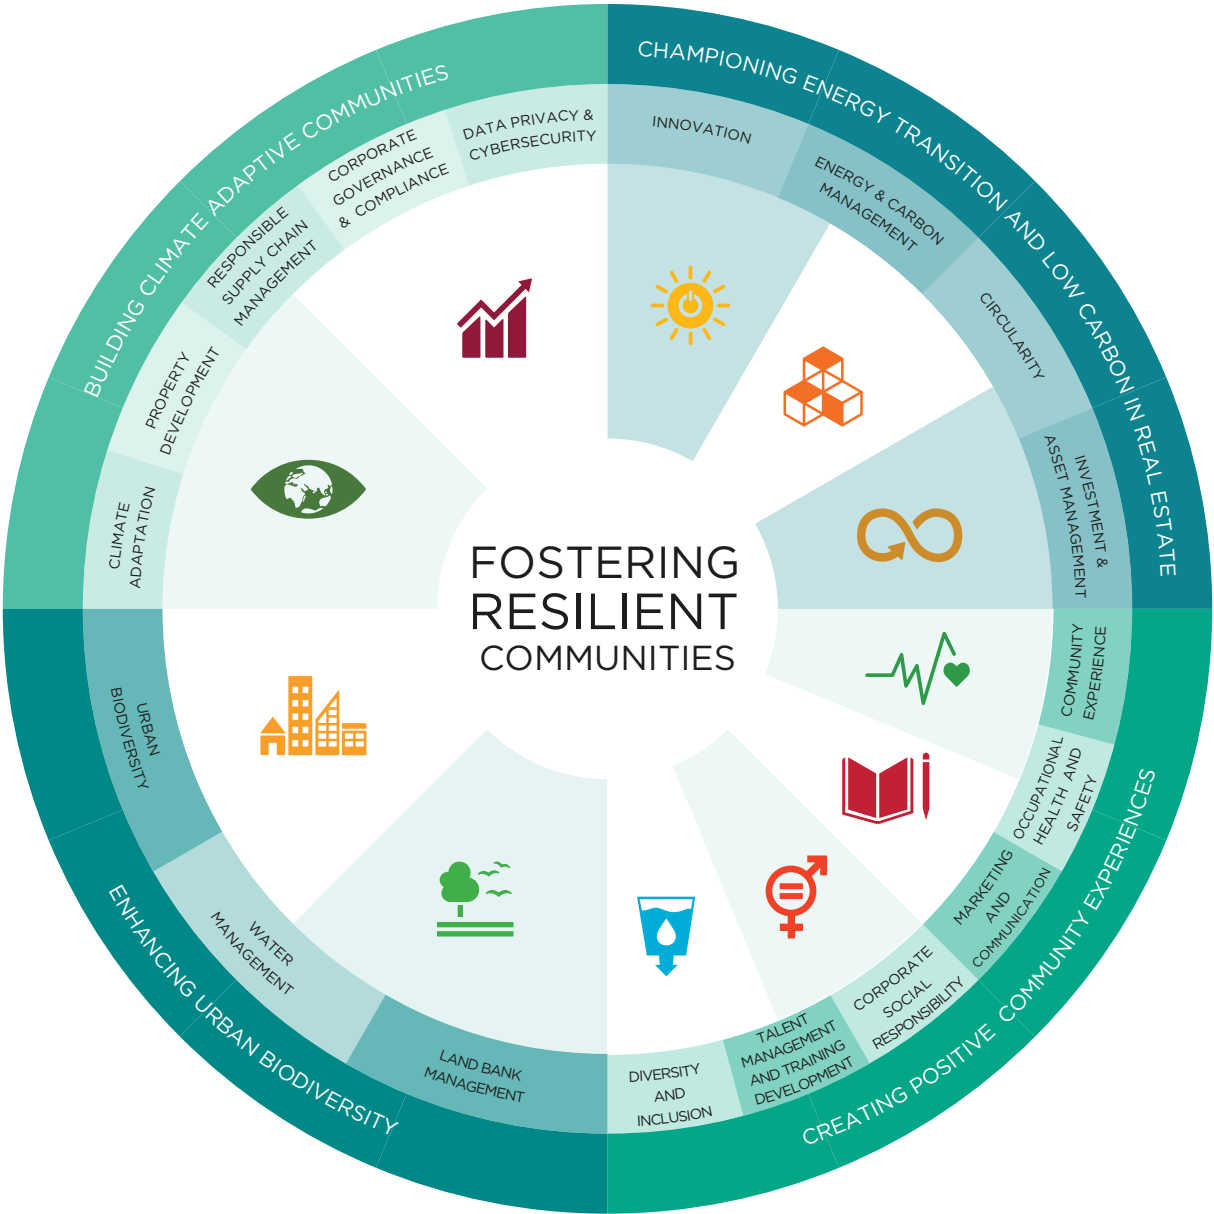 CHAMPIONING ENERGY TRANSITION AND LOW CARBON IN REAL ESTATE
INNOVATION
ENERGY & CARBON
MANAGEMENT
CIRCULARITY
INVESTMENT &
ASSET MANAGEMENT
CREATING POSITIVE COMMUNITY EXPERIENCES
COMMUNITY
EXPERIENCE
OCCUPATIONAL
HEALTH AND
SAFETY
MARKETING
AND
COMMUNICATION
CORPORATE
SOCIAL
RESPONSIBILITY
TALENT
MANAGEMENT
AND TRAINING
DEVELOPMENT
DIVERSITY
AND
INCLUSION
ENHANCING URBAN BIODIVERSITY
LAND BANK
MANAGEMENT
WATER
MANAGEMENT
URBAN
BIODIVERSITY
BUILDING CLIMATE ADAPTIVE COMMUNITIES
CLIMATE
ADAPTATION
PROPERTY
DEVELOPMENT
RESPONSIBLE
SUPPLY CHAIN
MANAGEMENT
CORPORATE
GOVERNANCE
& COMPLIANCE
DATA PRIVACY &
CYBERSECURITY
FOSTERING
RESILIENT
COMMUNITIES